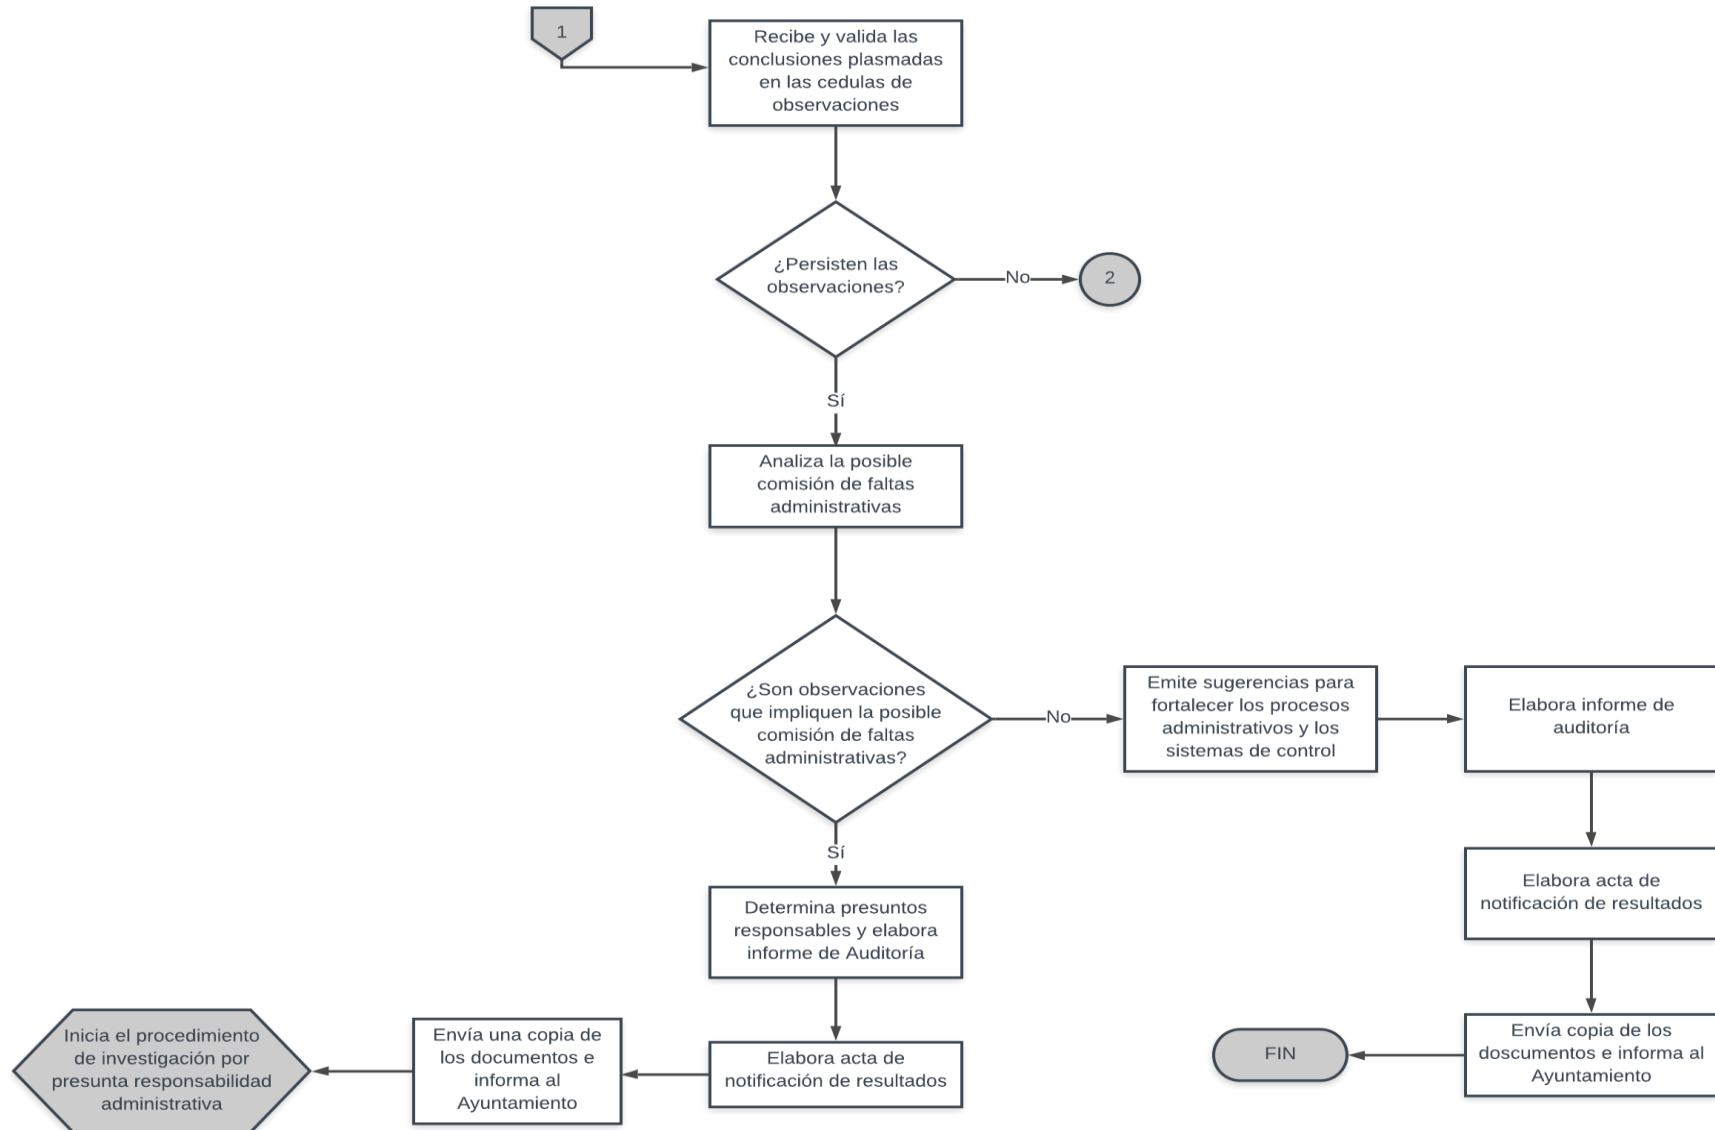 1
Recibe y valida las
conclusiones plasmadas
en las cedulas de
observaciones
¿Persisten las
observaciones?
No
2
Sí
Analiza la posible
comisión de faltas
administrativas
¿Son observaciones
que impliquen la posible
comisión de faltas
administrativas?
No
Emite sugerencias para
fortalecer los procesos
administrativos y los
sistemas de control
Elabora informe de
auditoría
Elabora acta de
notificación de resultados
Envía copia de los
doscumentos e informa al
Ayuntamiento
FIN
Sí
Determina presuntos
responsables y elabora
informe de Auditoría
Elabora acta de
notificación de resultados
Envía una copia de
los documentos e
informa al
Ayuntamiento
Inicia el procedimiento
de investigación por
presunta responsabilidad
administrativa